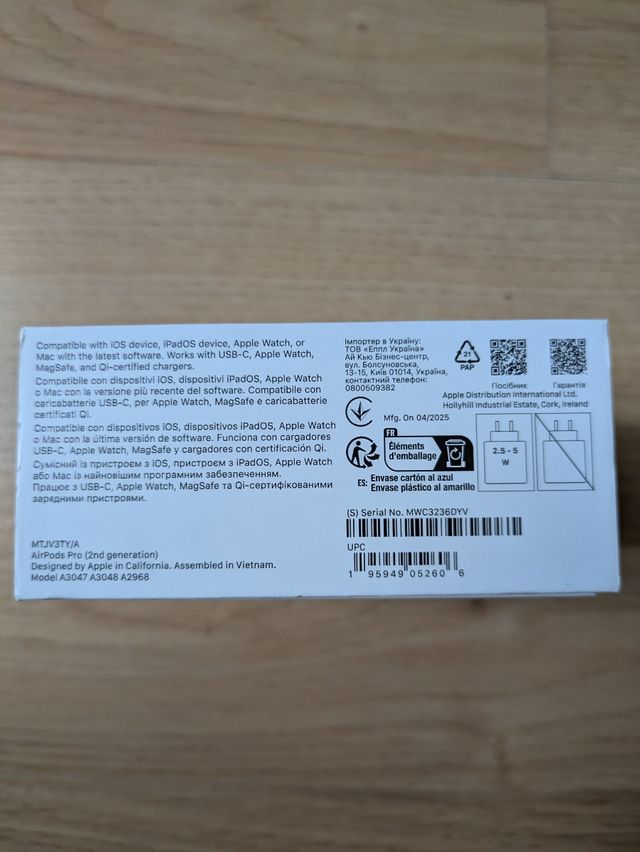 Compatible with iOS device, iPadOS device, Apple Watch, or
Mac with the latest software. Works with USB-C, Apple Watch,
MagSafe, and Qi-certified chargers.
Compatibile con dispositivi iOS, dispositivi iPadOS, Apple Watch
o Mac con la versione più recente del software. Compatibile con
caricabatterie USB-C, per Apple Watch, MagSafe e caricabatterie
certificati Qi.
Compatible con dispositivos iOS, dispositivos iPadOS, Apple Watch
o Mac con la última versión de software. Funciona con cargadores
USB-C, Apple Watch, MagSafe y cargadores con certificación Qi.
Сумісний із пристроєм з iOS, пристроєм з iPadOS, Apple Watch
або Mac із найновішим програмним забезпеченням.
Працює з USB-C, Apple Watch, MagSafe та Qi-сертифікованими
зарядними пристроями.
MTJV3TY/A
AirPods Pro (2nd generation)
Designed by Apple in California. Assembled in Vietnam.
Model A3047 A3048 A2968
Імпортер в Україну:
ТОВ «Еппл Україна»
Ай Кью Бізнес-центр,
вул. Болсуновська,
13-15, Київ 01014, Україна,
контактний телефон:
0800509382
21
PAP
Посібник
Гарантія
Apple Distribution International Ltd.
Hollyhill Industrial Estate, Cork, Ireland
Mfg. On 04/2025
FR
Éléments
d'emballage
ES: Envase cartón al azul
Envase plástico al amarillo
2.5 - 5
W
(S) Serial No. MWC3236DYV
UPC
1 95949 05260 6